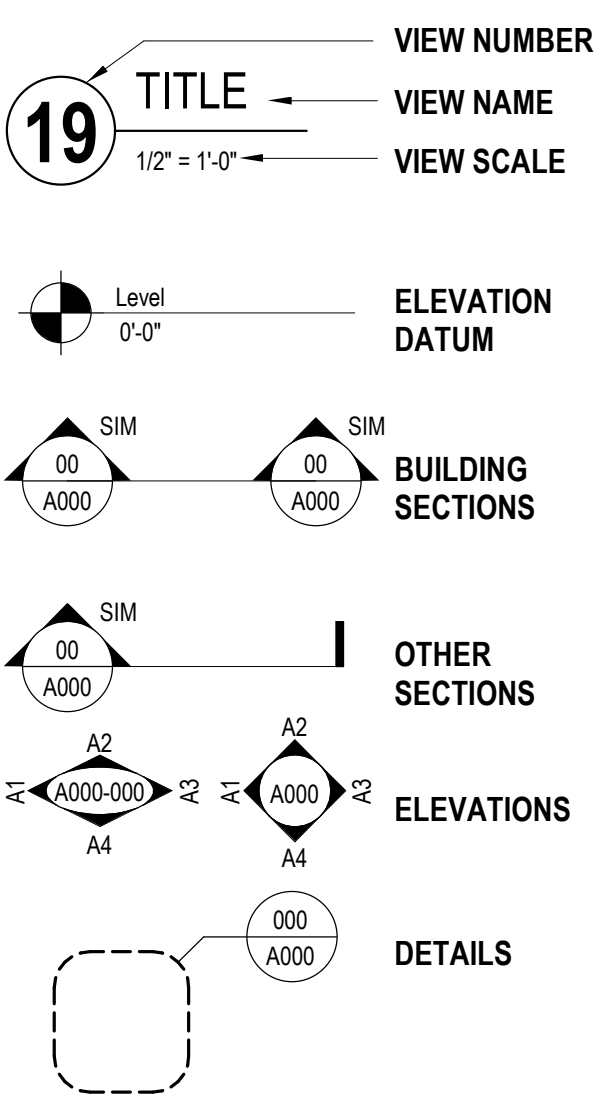 VIEW NUMBER
TITLE
VIEW NAME
19
1/2" = 1'-0"
VIEW SCALE
Level
0'-0"
ELEVATION
DATUM
SIM
SIM
00
00
A000
A000
BUILDING
SECTIONS
SIM
00
A000
OTHER
SECTIONS
A2
A1
A000-000
A3
A4
A2
A1
A000
A3
A4
ELEVATIONS
000
A000
DETAILS